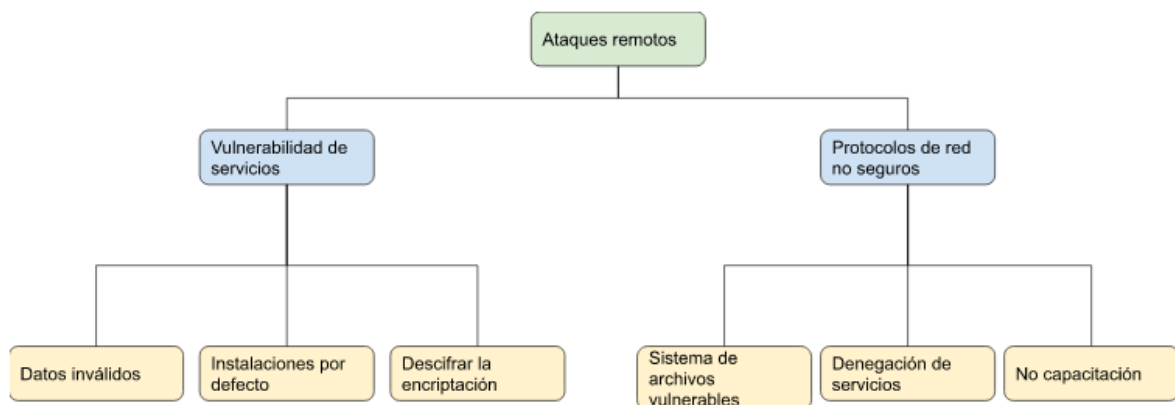 Ataques remotos
Vulnerabilidad de
servicios
Protocolos de red
no seguros
Datos inválidos
Instalaciones por
defecto
Descifrar la
encriptación
Sistema de
archivos
vulnerables
Denegación de
servicios
No capacitación